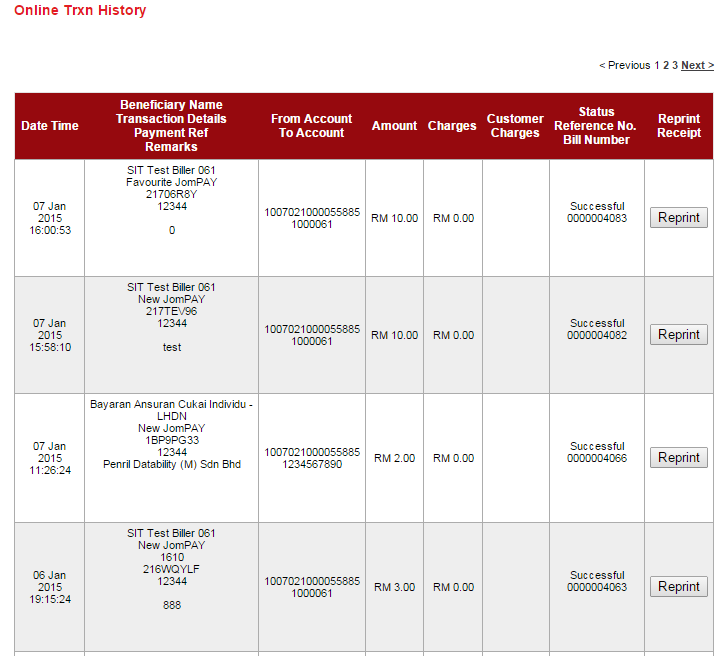 Online Trxn History
< Previous 1 2 3 Next >
Date Time
Beneficiary Name
Transaction Details
Payment Ref
Remarks
From Account
To Account
Amount
Charges
Customer
Charges
Status
Reference No.
Bill Number
Reprint
Receipt
07 Jan
2015
16:00:53
SIT Test Biller 061
Favourite JomPAY
21706R8Y
12344
0
1007021000055885
1000061
RM 10.00
RM 0.00
Successful
0000004083
Reprint
07 Jan
2015
15:58:10
SIT Test Biller 061
New JomPAY
217TEV96
12344
test
1007021000055885
1000061
RM 10.00
RM 0.00
Successful
0000004082
Reprint
07 Jan
2015
11:26:24
Bayaran Ansuran Cukai Individu -
LHDN
New JomPAY
1BP9PG33
12344
Penril Datability (M) Sdn Bhd
1007021000055885
1234567890
RM 2.00
RM 0.00
Successful
0000004066
Reprint
06 Jan
2015
19:15:24
SIT Test Biller 061
New JomPAY
1610
216WQYLF
12344
888
1007021000055885
1000061
RM 3.00
RM 0.00
Successful
0000004063
Reprint